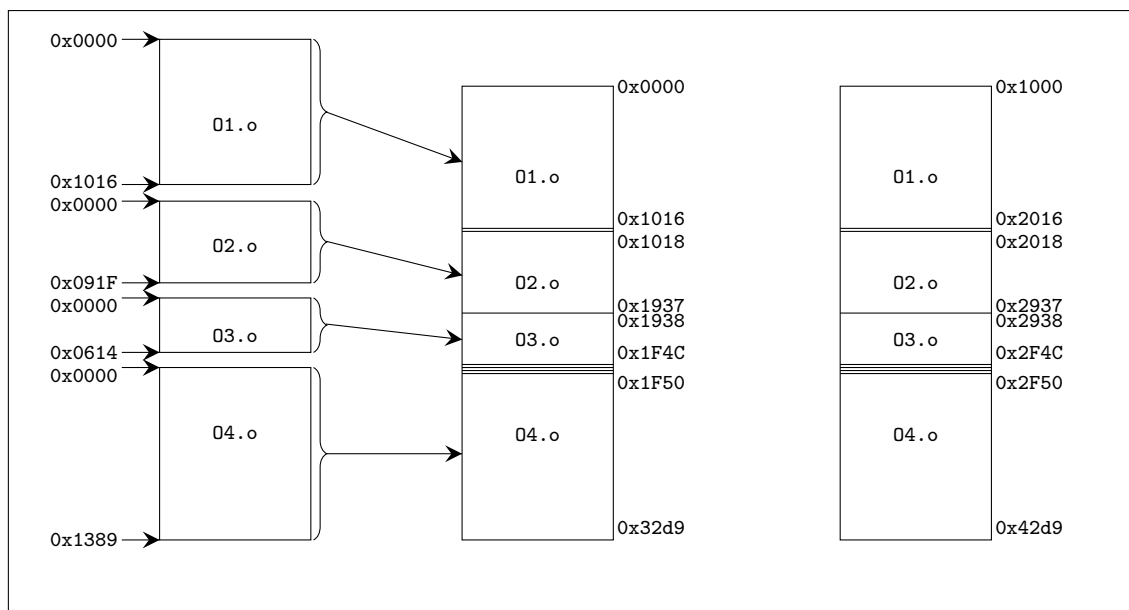 0x0000
01.o
0x1016
0x0000
02.o
0x091F
0x0000
03.o
0x0614
0x0000
04.o
0x1389
0x0000
01.o
0x1016
0x1018
02.o
0x1937
0x1938
03.o
0x1F4C
0x1F50
04.o
0x32d9
0x1000
01.o
0x2016
0x2018
02.o
0x2937
0x2938
03.o
0x2F4C
0x2F50
04.o
0x42d9